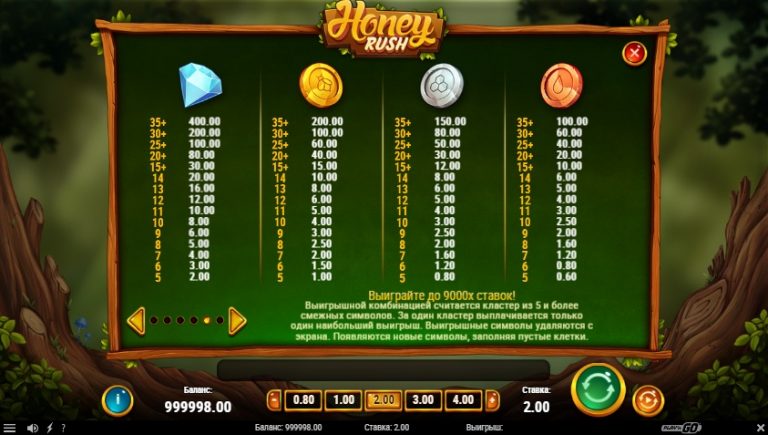 Honey
RUSH
35+ 400.00 35+ 200.00 35+ 150.00 35+ 100.00
30+ 200.00 30+ 100.00 30+ 80.00 30+ 60.00
25+ 100.00 25+ 60.00 25+ 50.00 25+ 40.00
20+ 80.00 20+ 40.00 20+ 30.00 20+ 20.00
15+ 30.00 15+ 15.00 15+ 12.00 15+ 10.00
14 20.00 14 10.00 14 8.00 14 6.00
13 16.00 13 8.00 13 6.00 13 5.00
12 12.00 12 6.00 12 5.00 12 4.00
11 10.00 11 5.00 11 4.00 11 3.00
10 8.00 10 4.00 10 3.00 10 2.50
9 6.00 9 3.00 9 2.50 9 2.00
8 5.00 8 2.50 8 2.00 8 1.60
7 4.00 7 2.00 7 1.60 7 1.20
6 3.00 6 1.50 6 1.20 6 0.80
5 2.00 5 1.00 5 0.80 5 0.60
Выиграйте до 9000x ставок!
Выигрышной комбинацией считается кластер из 5 и более
смежных символов. За один кластер выплачивается только
один наибольший выигрыш. Выигрышные символы удаляются с
экрана. Появляются новые символы, заполняя пустые клетки.
Баланс:
999998.00
- 0.80 1.00 2.00 3.00 4.00 +
Ставка:
2.00
? Баланс: 999998.00 Ставка: 2.00 Выигрыш: PLAY'N GO